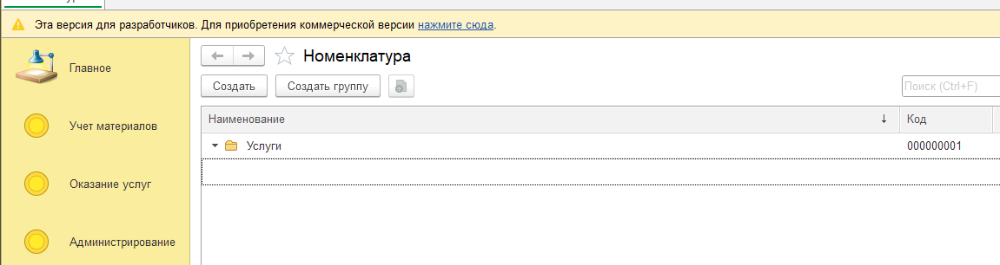 Эта версия для разработчиков. Для приобретения коммерческой версии нажмите сюда.
Главное
Учет материалов
Оказание услуг
Администрирование
Номенклатура
Создать Создать группу Поиск (Ctrl+F)
Наименование ↓ Код
Услуги 000000001